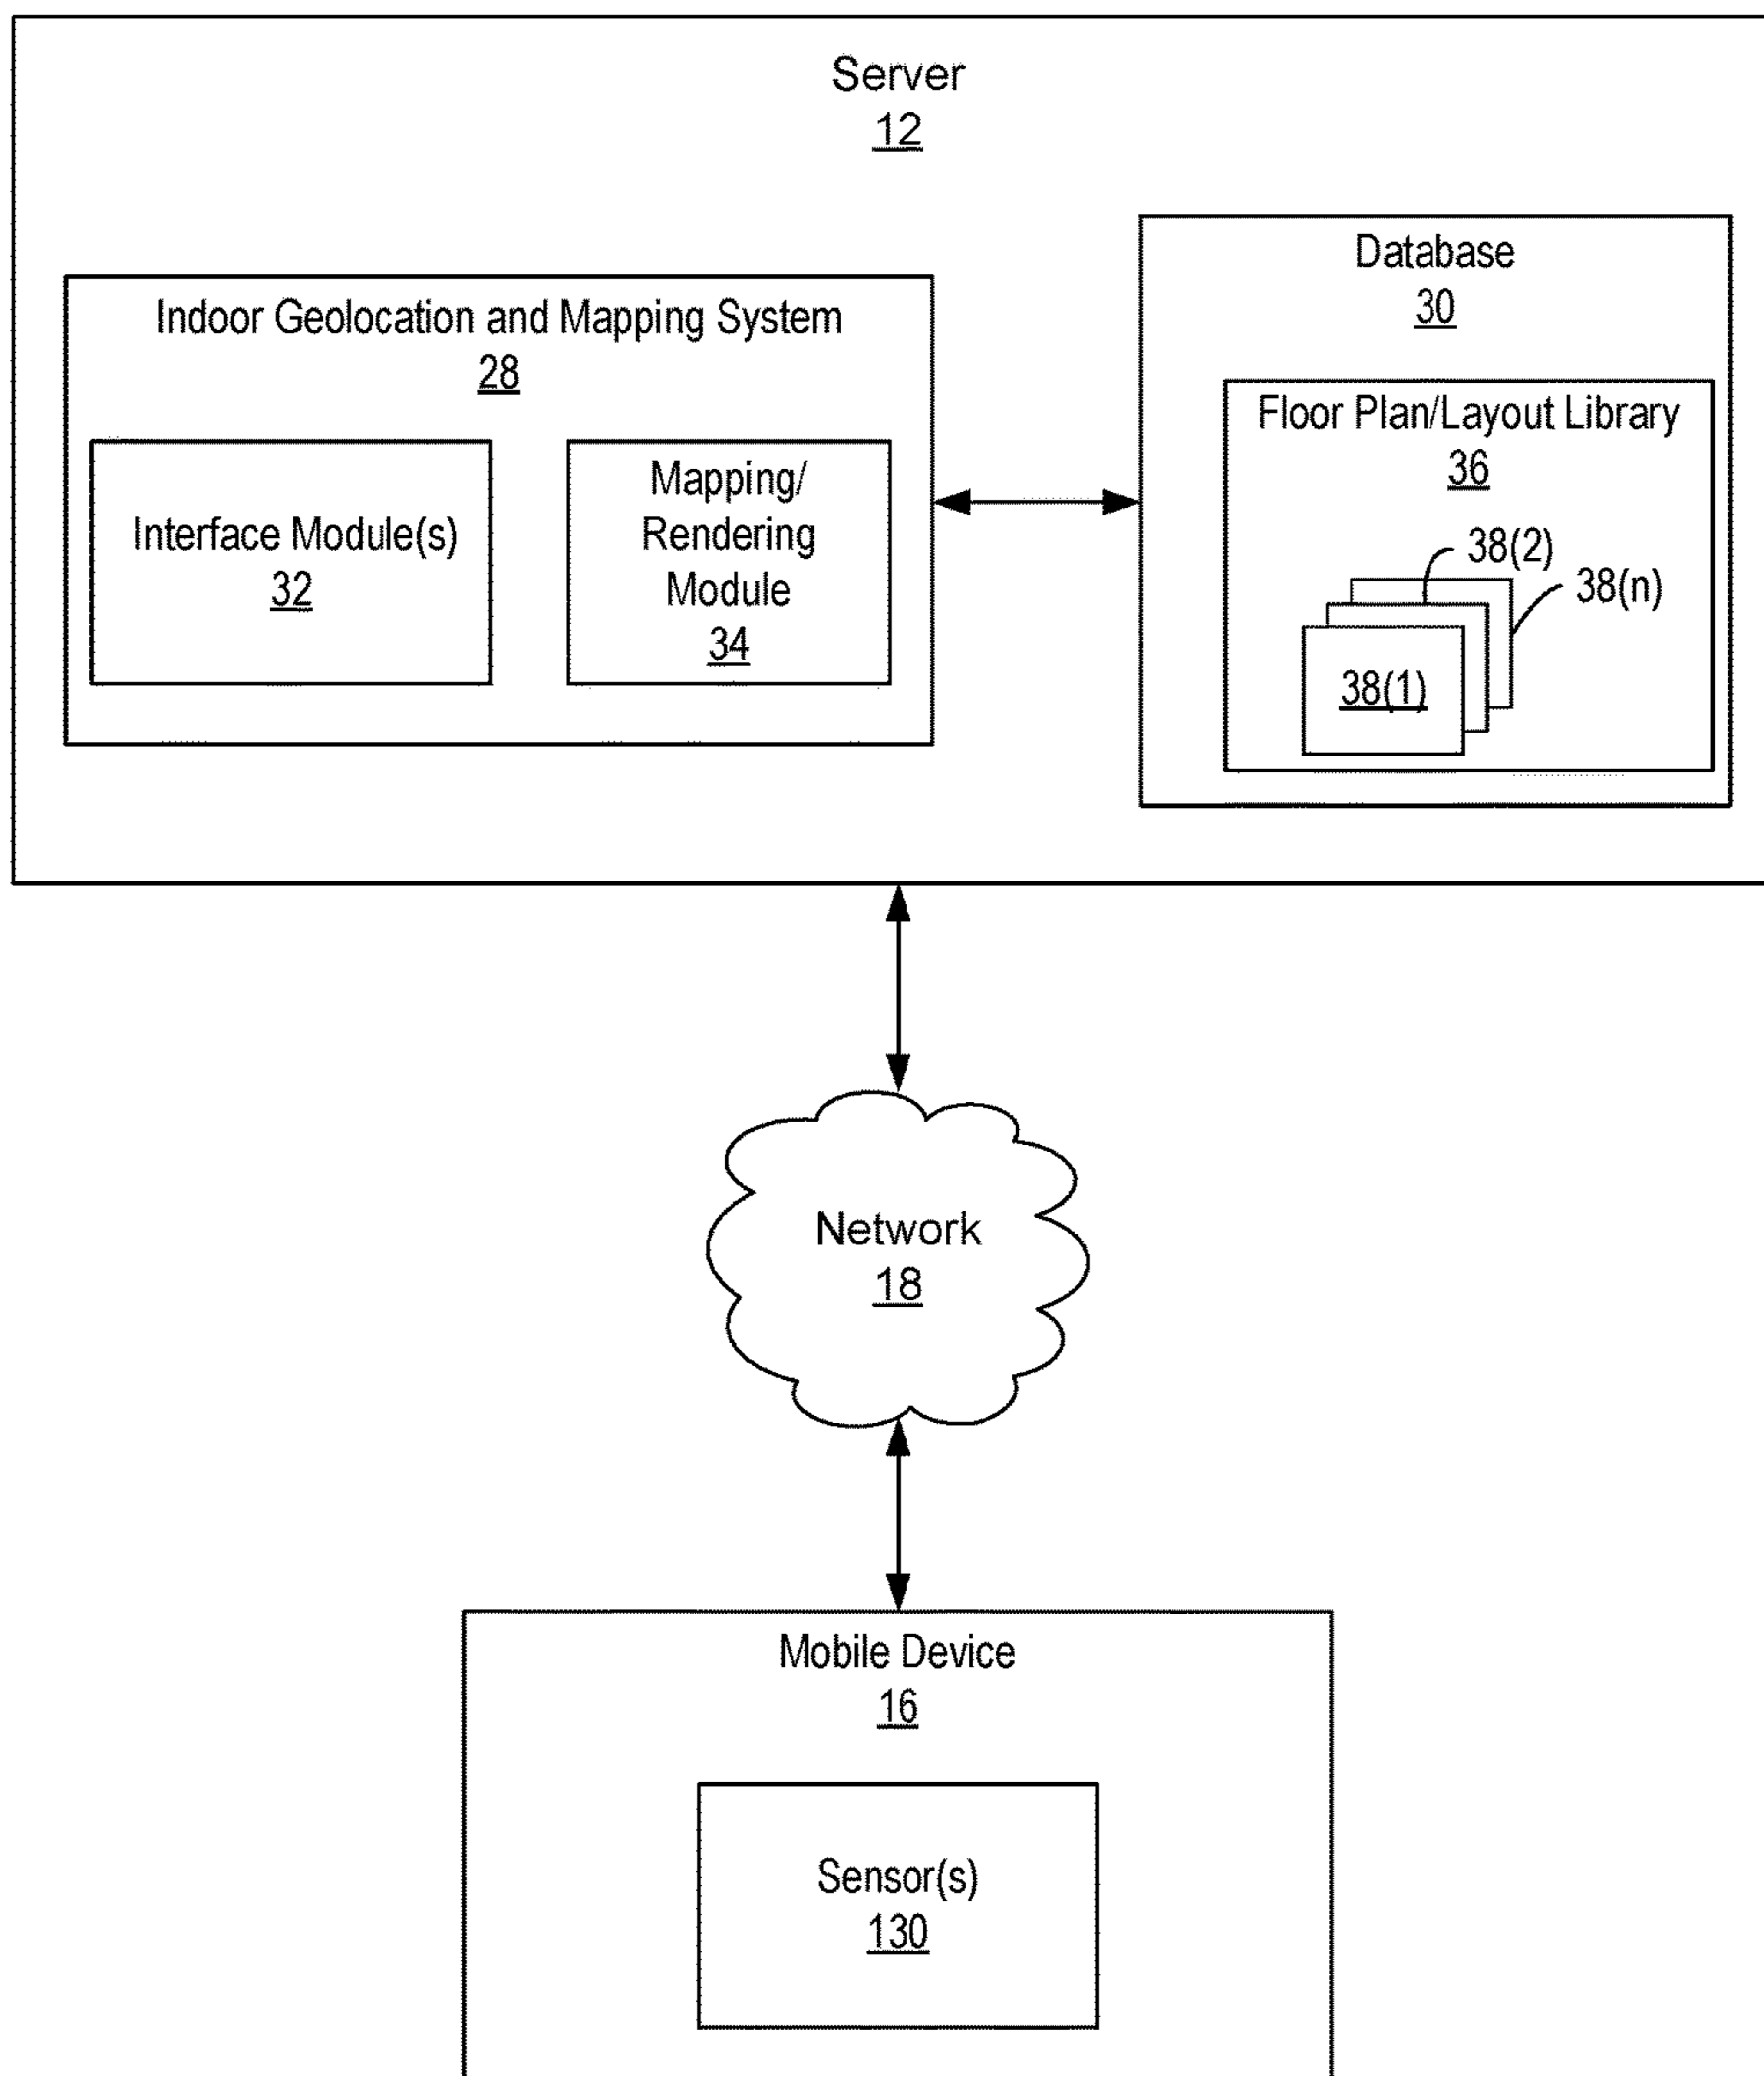 Server
12
Database
30
Indoor Geolocation and Mapping System
28
Floor Plan/Layout Library
36
Interface Module(s)
32
Mapping/
Rendering
Module
34
38(2)
38(n)
38(1)
Network
18
Mobile Device
16
Sensor(s)
130